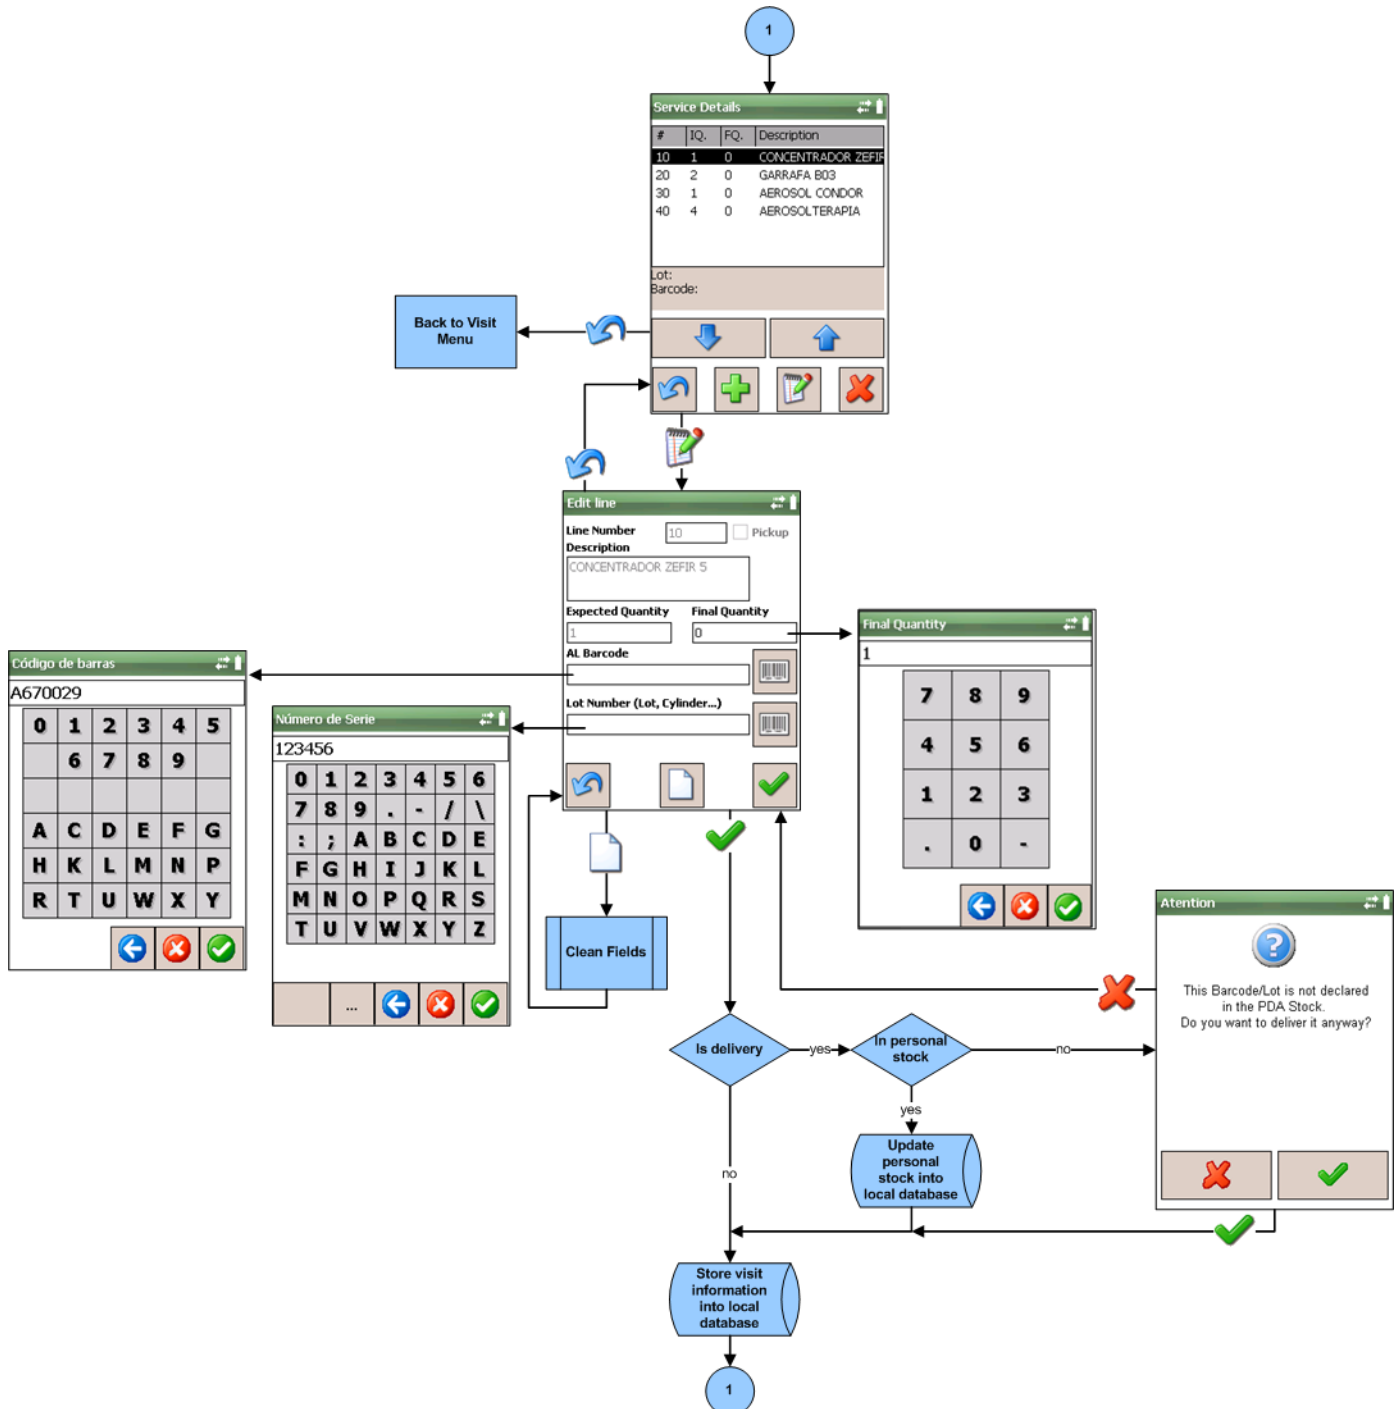 1
Service Details
# IQ. FQ. Description
10 1 0 CONCENTRADOR ZEFIR
20 2 0 GARRAFA B03
30 1 0 AEROSOL CONDOR
40 4 0 AEROSOLTERAPIA
Lot:
Barcode:
Back to Visit
Menu
Edit line
Line Number 10 Pickup
Description
CONCENTRADOR ZEFIR 5
Expected Quantity Final Quantity
1 0
AL Barcode
Lot Number (Lot, Cylinder...)
Final Quantity
1
7 8 9
4 5 6
1 2 3
. 0 -
Código de barras
A670029
0 1 2 3 4 5
6 7 8 9
A C D E F G
H K L M N P
R T U W X Y
Número de Serie
123456
0 1 2 3 4 5 6
7 8 9 . - / \
: ; A B C D E
F G H I J K L
M N O P Q R S
T U V W X Y Z
...
Clean Fields
Atention
This Barcode/Lot is not declared
in the PDA Stock.
Do you want to deliver it anyway?
Is delivery
yes
In personal
stock
no
yes
Update
personal
stock into
local database
no
Store visit
information
into local
database
1